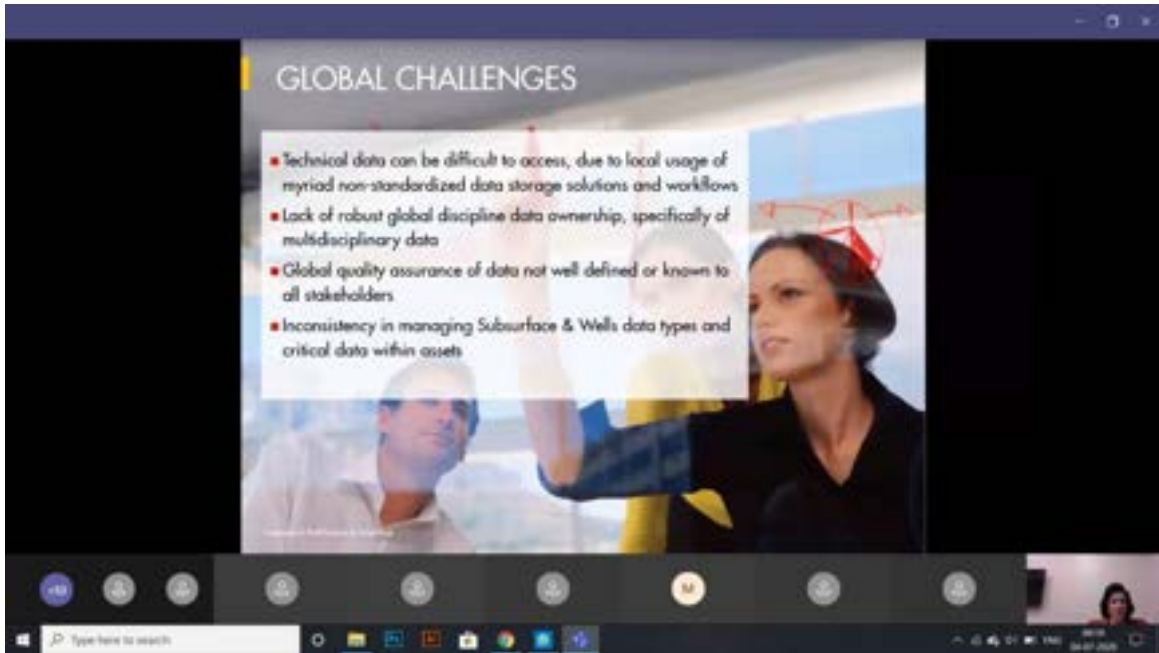 GLOBAL CHALLENGES
Technical data can be difficult to access, due to local usage of
myriad non-standardized data storage solutions and workflows
Lack of robust global discipline data ownership, specifically of
multidisciplinary data
Global quality assurance of data not well defined or known to
all stakeholders
Inconsistency in managing Subsurface & Wells data types and
critical data within assets
M
Type here to search
Ps
Ai
ENG